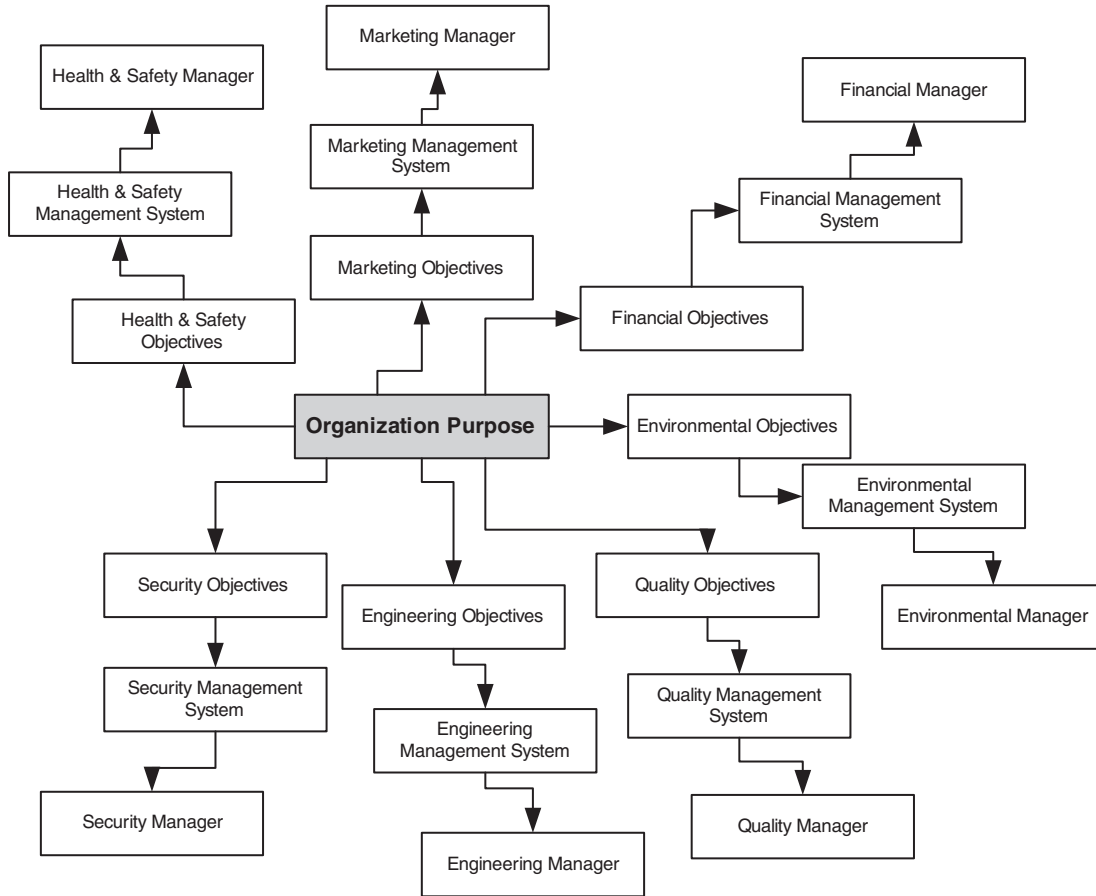 Marketing Manager
Health & Safety Manager
Financial Manager
Marketing Management
System
Health & Safety
Management System
Financial Management
System
Marketing Objectives
Financial Objectives
Health & Safety
Objectives
Organization Purpose
Environmental Objectives
Environmental
Management System
Security Objectives
Quality Objectives
Engineering Objectives
Environmental Manager
Security Management
System
Quality Management
System
Engineering
Management System
Security Manager
Quality Manager
Engineering Manager